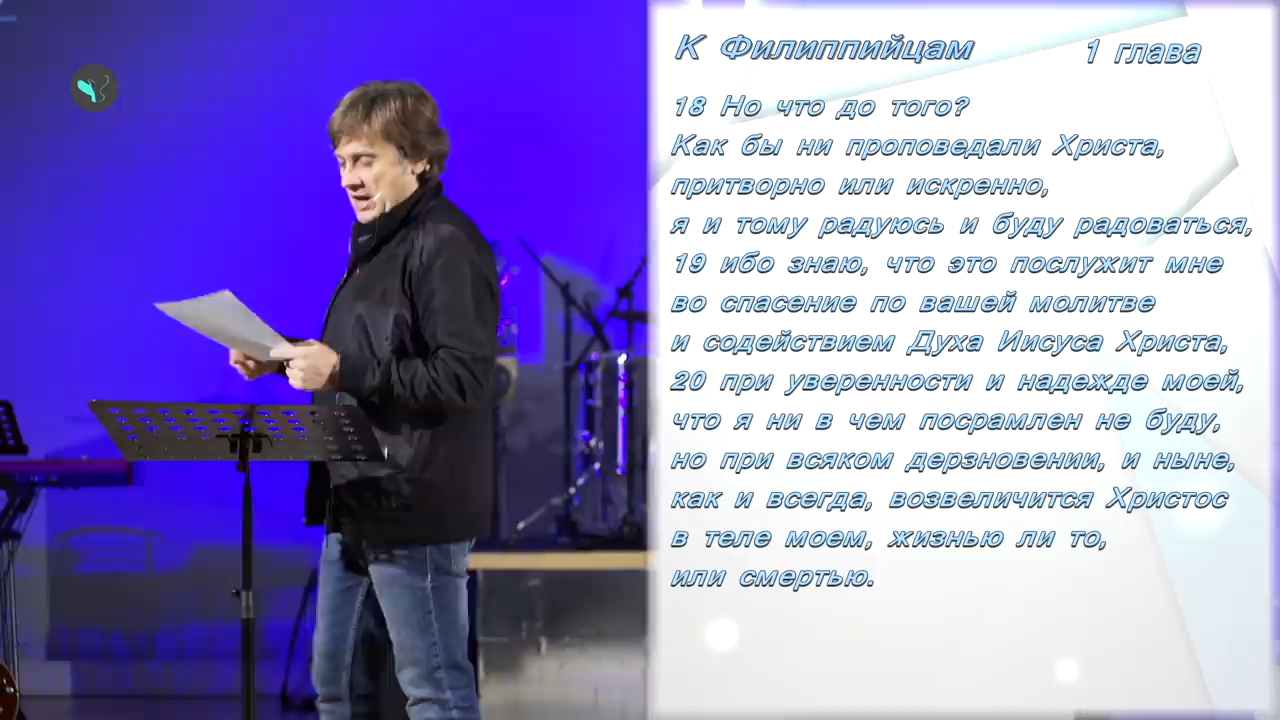 К Филиппийцам 1 глава
18 Но что до того?
Как бы ни проповедали Христа,
притворно или искренно,
я и тому радуюсь и буду радоваться,
19 ибо знаю, что это послужит мне
во спасение по вашей молитве
и содействием Духа Иисуса Христа,
20 при уверенности и надежде моей,
что я ни в чем посрамлен не буду,
но при всяком дерзновении, и ныне,
как и всегда, возвеличится Христос
в теле моем, жизнью ли то,
или смертью.